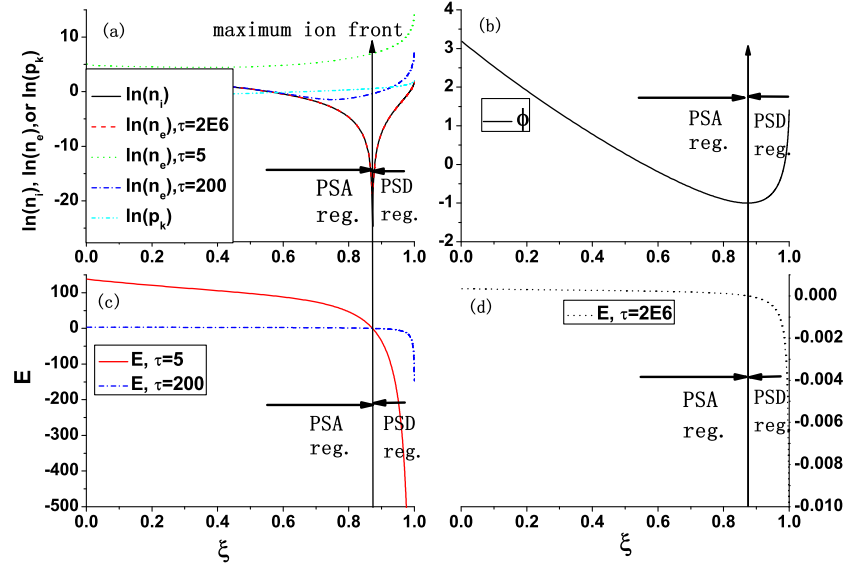 (a)
maximum ion front
ln(n_i), ln(n_e), or ln(p_k)
15
10
0
-10
-20
ln(n_i)
ln(n_e), τ=2E6
ln(n_e), τ=5
ln(n_e), τ=200
ln(p_k)
PSA
reg.
PSD
reg.
0.0 0.2 0.4 0.6 0.8 1.0
(b)
4
3
2
1
0
-1
-2
ϕ
PSA
reg.
PSD
reg.
0.0 0.2 0.4 0.6 0.8 1.0
(c)
E
100
0
-100
-200
-300
-400
-500
E, τ=5
E, τ=200
PSA
reg.
PSD
reg.
0.0 0.2 0.4 0.6 0.8 1.0
ξ
(d)
E, τ=2E6
0.000
-0.002
-0.004
-0.006
-0.008
-0.010
PSA
reg.
PSD
reg.
0.0 0.2 0.4 0.6 0.8 1.0
ξ